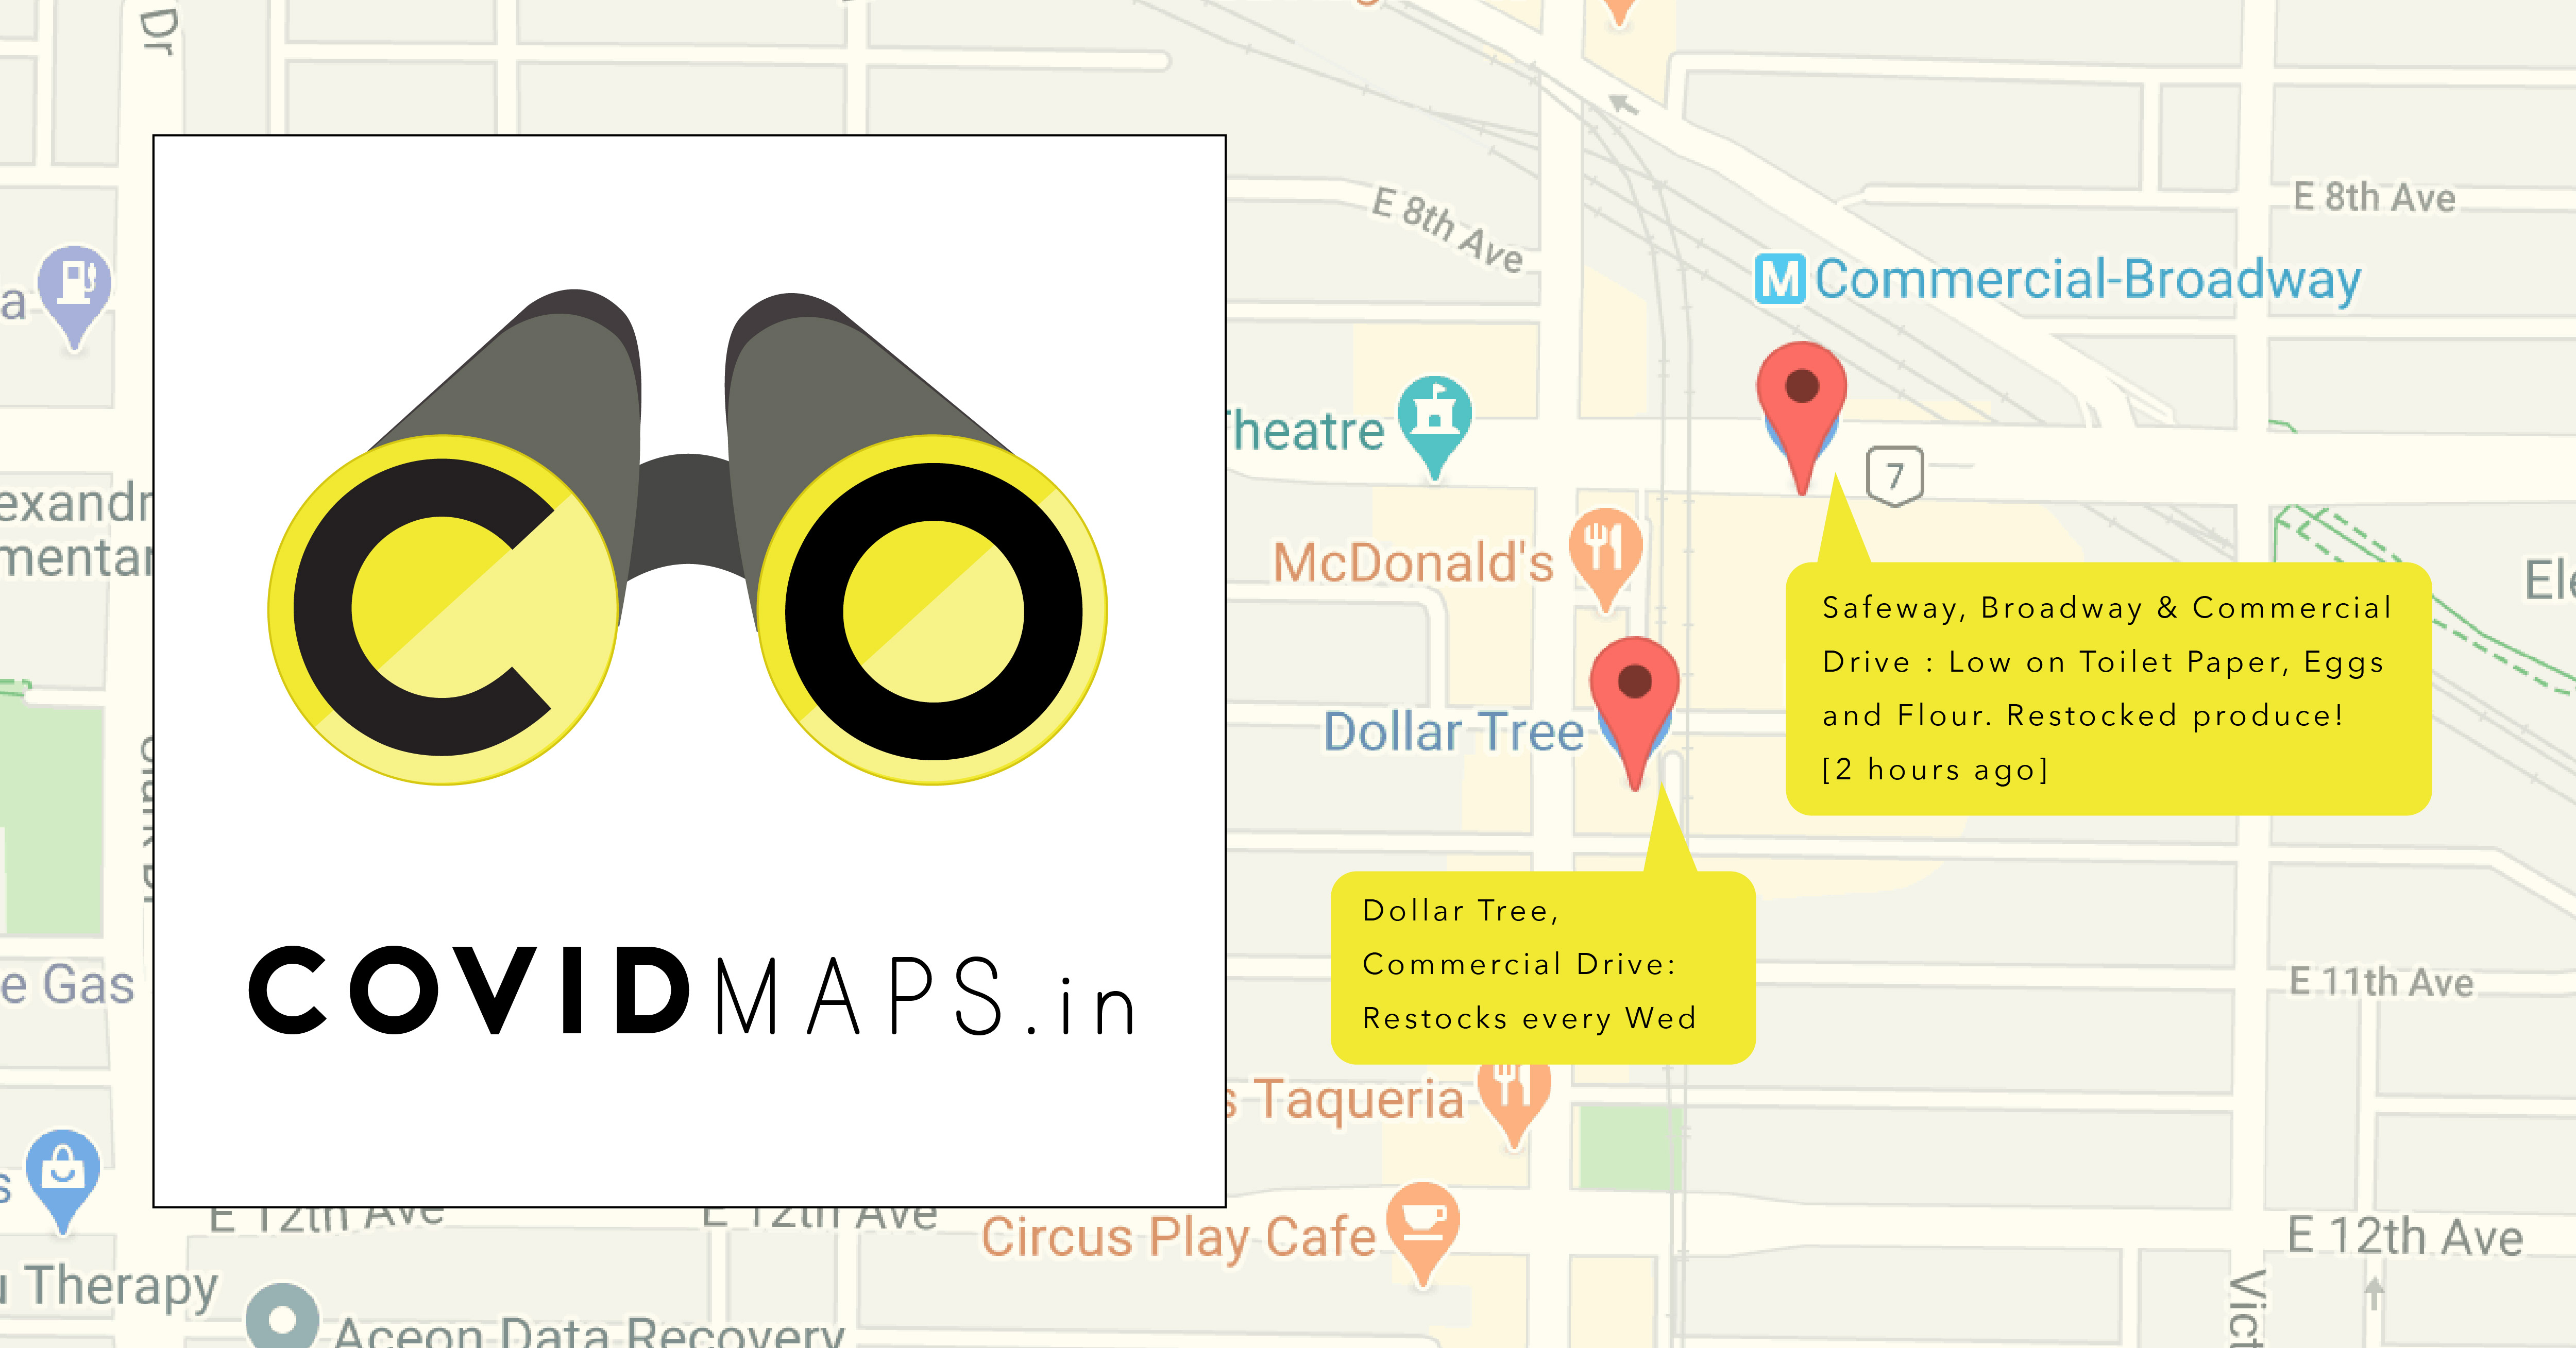 Dr
E 8th Ave
E 8th Ave
M Commercial-Broadway
Theatre
7
McDonald's
Dollar Tree
Safeway, Broadway & Commercial
Drive : Low on Toilet Paper, Eggs
and Flour. Restocked produce!
[2 hours ago]
Dollar Tree,
Commercial Drive:
Restocks every Wed
CO
COVIDMAPS.in
a
exandr
mentar
Ele
e Gas
E 11th Ave
s Taqueria
s
E 12th Ave
E 12th Ave
Circus Play Cafe
E 12th Ave
Therapy
Aceon Data Recovery
Vict